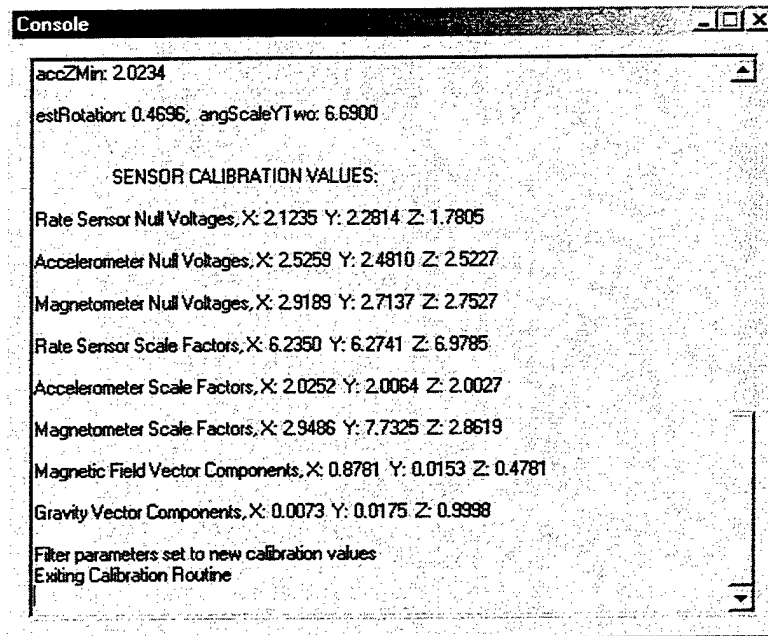 Console
accZMin: 2.0234
estRotation: 0.4696, angScaleYTwo: 6.6900
SENSOR CALIBRATION VALUES:
Rate Sensor Null Voltages, X: 2.1235 Y: 2.2814 Z: 1.7805
Accelerometer Null Voltages, X: 2.5259 Y: 2.4810 Z: 2.5227
Magnetometer Null Voltages, X: 2.9189 Y: 2.7137 Z: 2.7527
Rate Sensor Scale Factors, X: 6.2350 Y: 6.2741 Z: 6.9785
Accelerometer Scale Factors, X: 2.0252 Y: 2.0064 Z: 2.0027
Magnetometer Scale Factors, X: 2.9486 Y: 7.7325 Z: 2.8619
Magnetic Field Vector Components, X: 0.8781 Y: 0.0153 Z: 0.4781
Gravity Vector Components, X: 0.0073 Y: 0.0175 Z: 0.9998
Filter parameters set to new calibration values
Exiting Calibration Routine